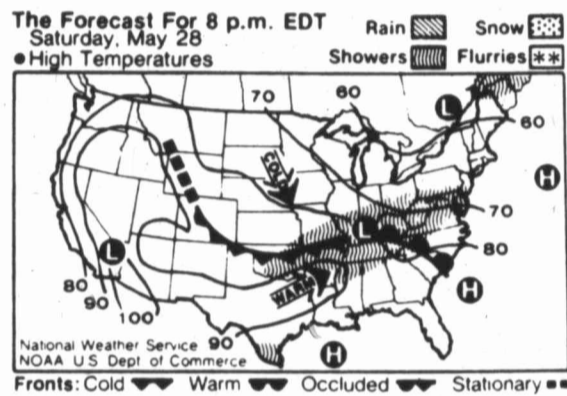 The Forecast For 8 p.m. EDT
Saturday, May 28
● High Temperatures
Rain Snow
Showers Flurries **
70 60 60
COLD
L
H
L
L
70
80
80
90
100
WARM
H
90
H
National Weather Service
NOAA U S Dept of Commerce
Fronts: Cold Warm Occluded Stationary